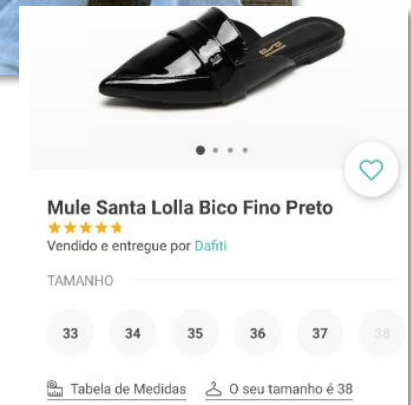 Mule Santa Lolla Bico Fino Preto
Vendido e entregue por Dafiti
TAMANHO
33 34 35 36 37 38
Tabela de Medidas O seu tamanho é 38